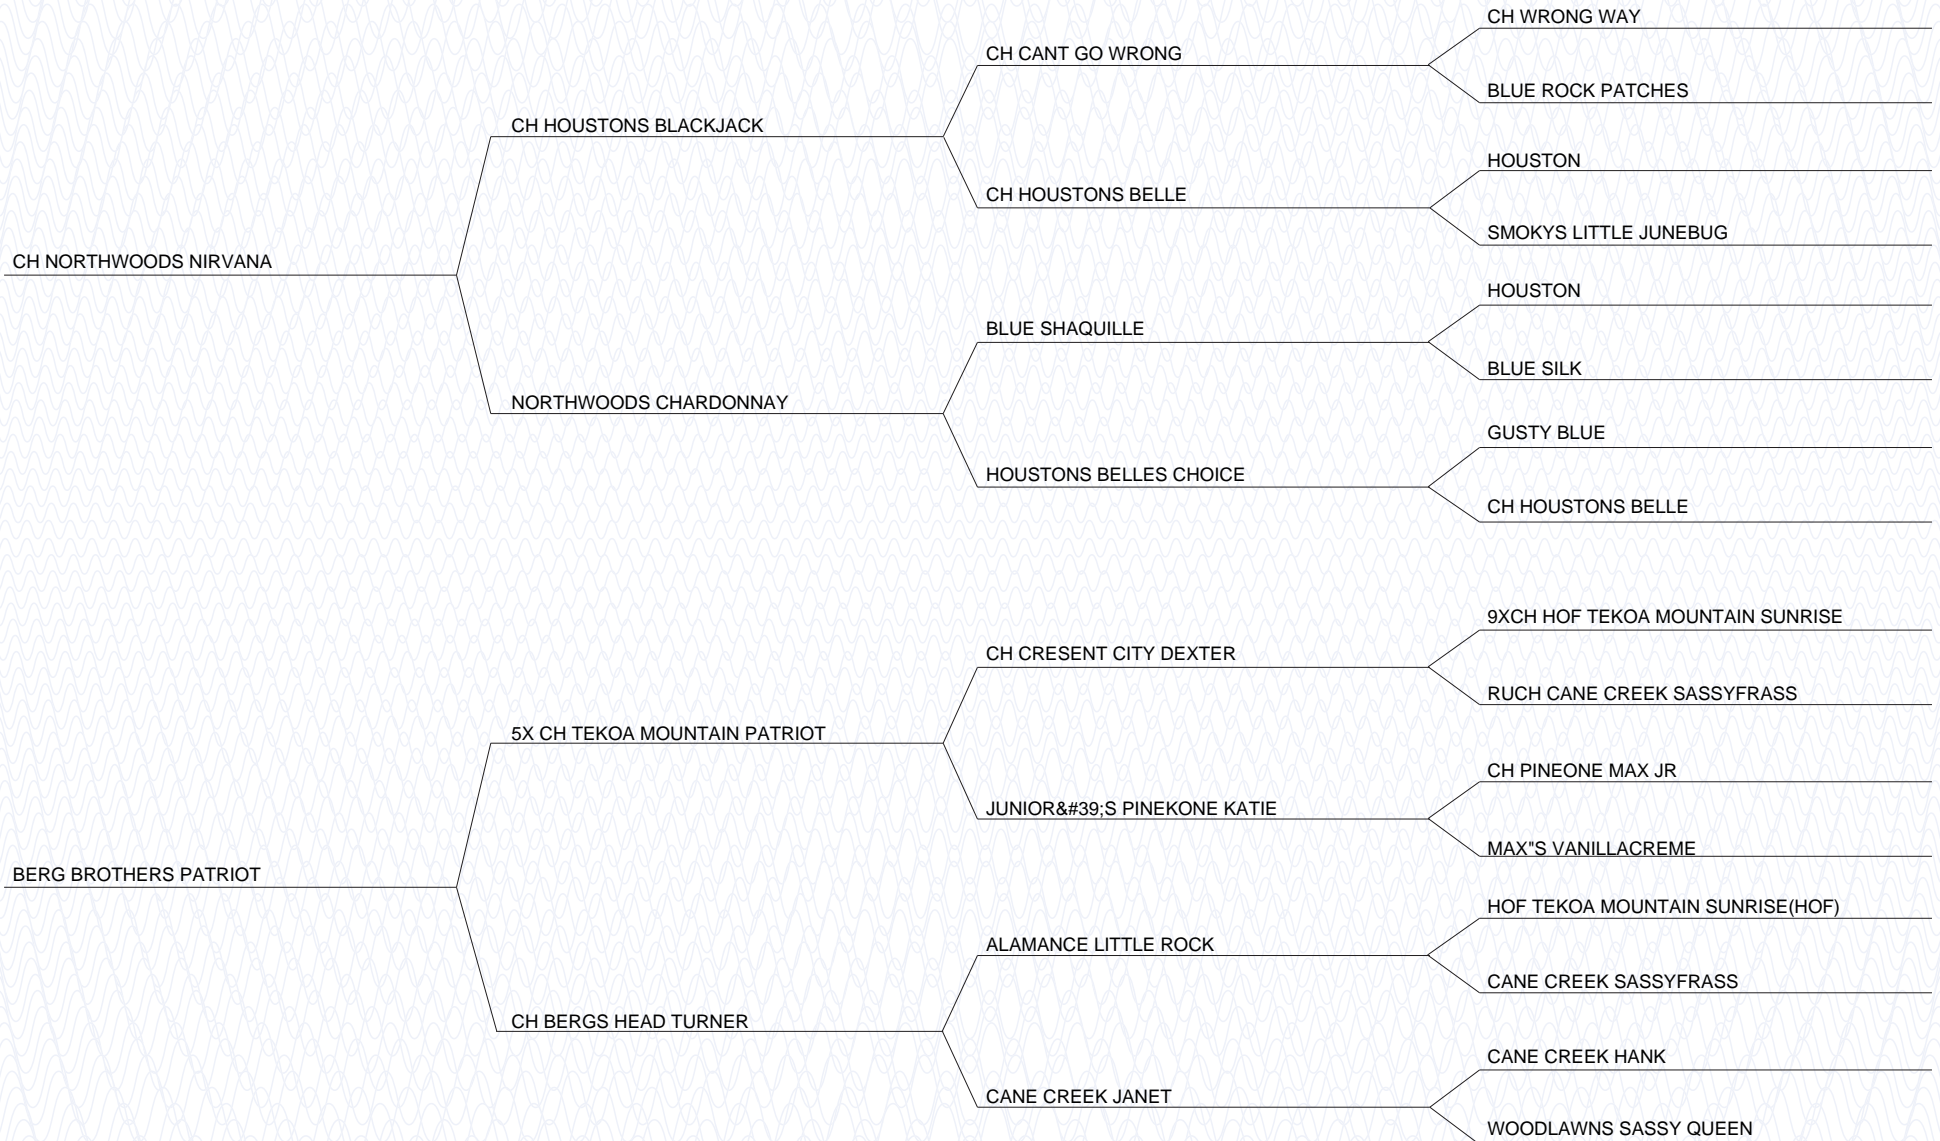 CH WRONG WAY
CH CANT GO WRONG
BLUE ROCK PATCHES
CH HOUSTONS BLACKJACK
HOUSTON
CH HOUSTONS BELLE
SMOKYS LITTLE JUNEBUG
CH NORTHWOODS NIRVANA
HOUSTON
BLUE SHAQUILLE
BLUE SILK
NORTHWOODS CHARDONNAY
GUSTY BLUE
HOUSTONS BELLES CHOICE
CH HOUSTONS BELLE
9XCH HOF TEKOA MOUNTAIN SUNRISE
CH CRESENT CITY DEXTER
RUCH CANE CREEK SASSYFRASS
5X CH TEKOA MOUNTAIN PATRIOT
CH PINEONE MAX JR
JUNIOR&#39;S PINEKONE KATIE
MAX"S VANILLACREME
BERG BROTHERS PATRIOT
HOF TEKOA MOUNTAIN SUNRISE(HOF)
ALAMANCE LITTLE ROCK
CANE CREEK SASSYFRASS
CH BERGS HEAD TURNER
CANE CREEK HANK
CANE CREEK JANET
WOODLAWNS SASSY QUEEN